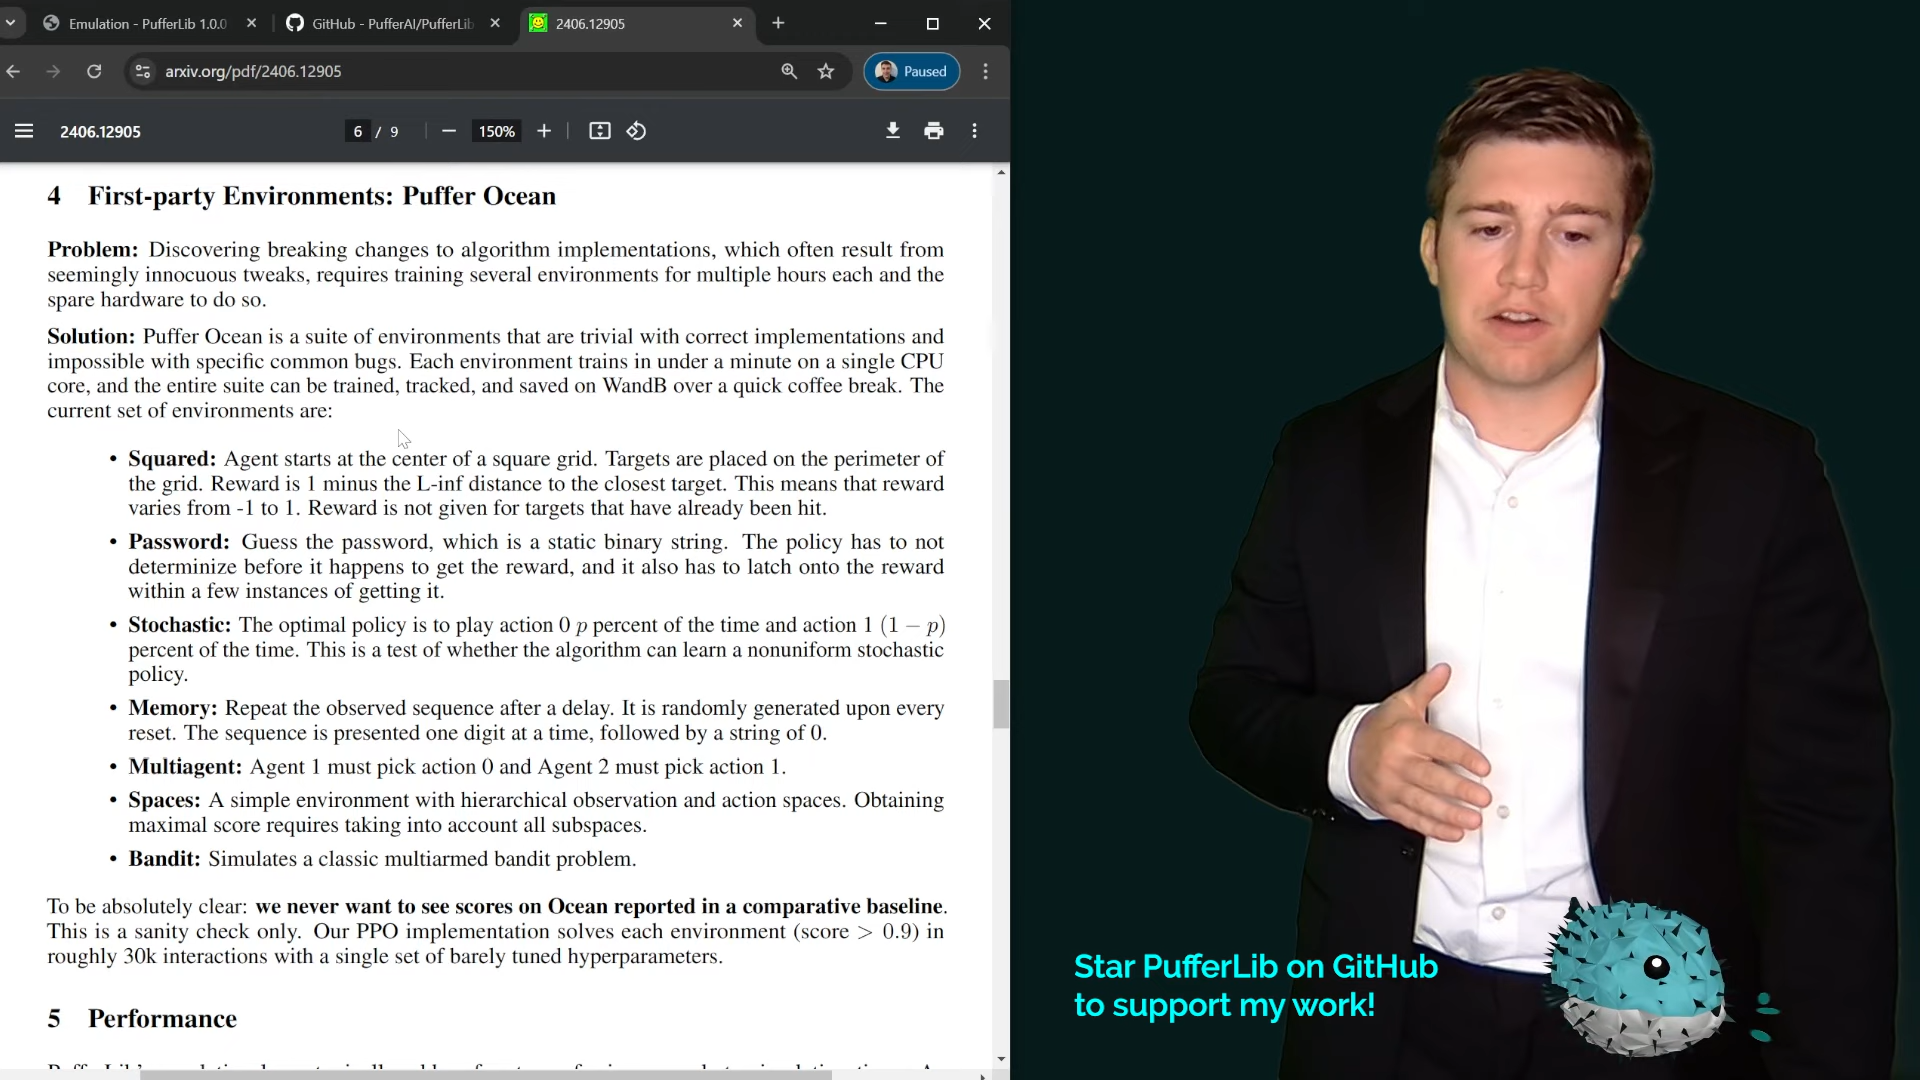 Emulation - PufferLib 1.0.0
GitHub - PufferAI/PufferLib
2406.12905
arxiv.org/pdf/2406.12905
Paused
2406.12905
6 / 9
150%
4 First-party Environments: Puffer Ocean
Problem: Discovering breaking changes to algorithm implementations, which often result from
seemingly innocuous tweaks, requires training several environments for multiple hours each and the
spare hardware to do so.
Solution: Puffer Ocean is a suite of environments that are trivial with correct implementations and
impossible with specific common bugs. Each environment trains in under a minute on a single CPU
core, and the entire suite can be trained, tracked, and saved on WandB over a quick coffee break. The
current set of environments are:
• Squared: Agent starts at the center of a square grid. Targets are placed on the perimeter of
the grid. Reward is 1 minus the L-inf distance to the closest target. This means that reward
varies from -1 to 1. Reward is not given for targets that have already been hit.
• Password: Guess the password, which is a static binary string. The policy has to not
determinize before it happens to get the reward, and it also has to latch onto the reward
within a few instances of getting it.
• Stochastic: The optimal policy is to play action 0 p percent of the time and action 1 (1 − p)
percent of the time. This is a test of whether the algorithm can learn a nonuniform stochastic
policy.
• Memory: Repeat the observed sequence after a delay. It is randomly generated upon every
reset. The sequence is presented one digit at a time, followed by a string of 0.
• Multiagent: Agent 1 must pick action 0 and Agent 2 must pick action 1.
• Spaces: A simple environment with hierarchical observation and action spaces. Obtaining
maximal score requires taking into account all subspaces.
• Bandit: Simulates a classic multiarmed bandit problem.
To be absolutely clear: we never want to see scores on Ocean reported in a comparative baseline.
This is a sanity check only. Our PPO implementation solves each environment (score > 0.9) in
roughly 30k interactions with a single set of barely tuned hyperparameters.
5 Performance
Star PufferLib on GitHub
to support my work!